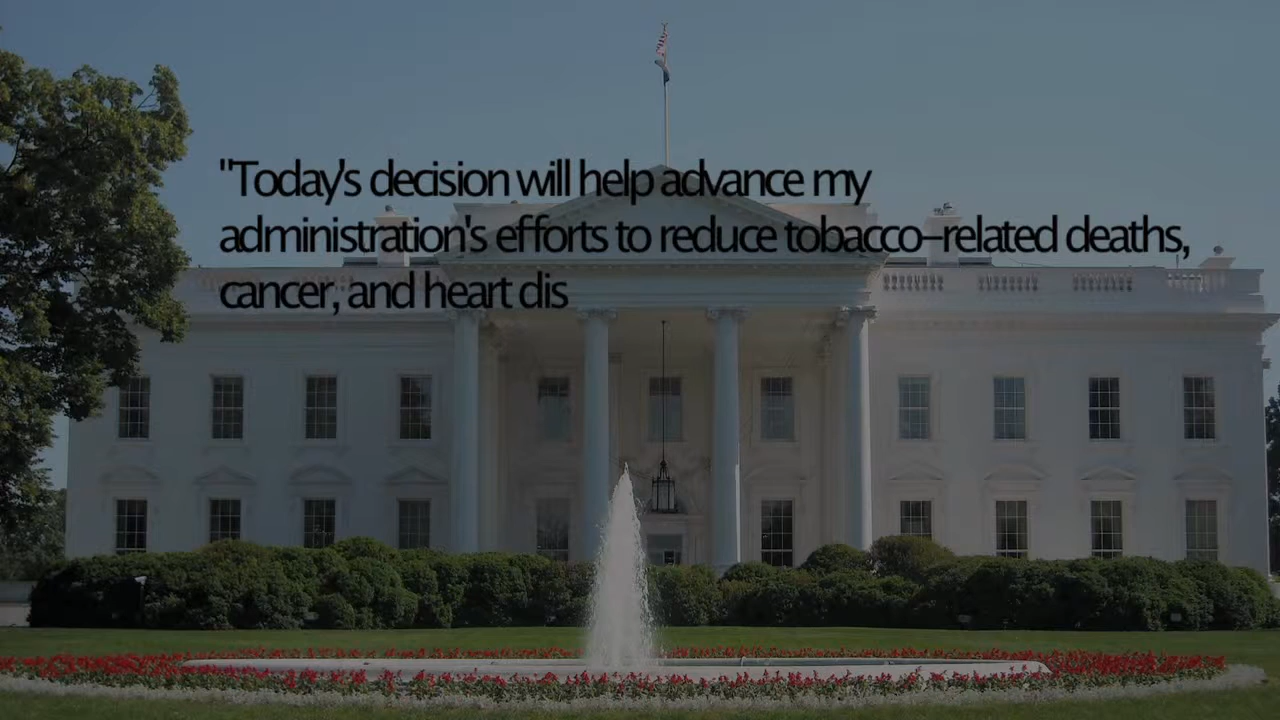 "Today's decision will help advance my
administration's efforts to reduce tobacco–related deaths,
cancer, and heart dis